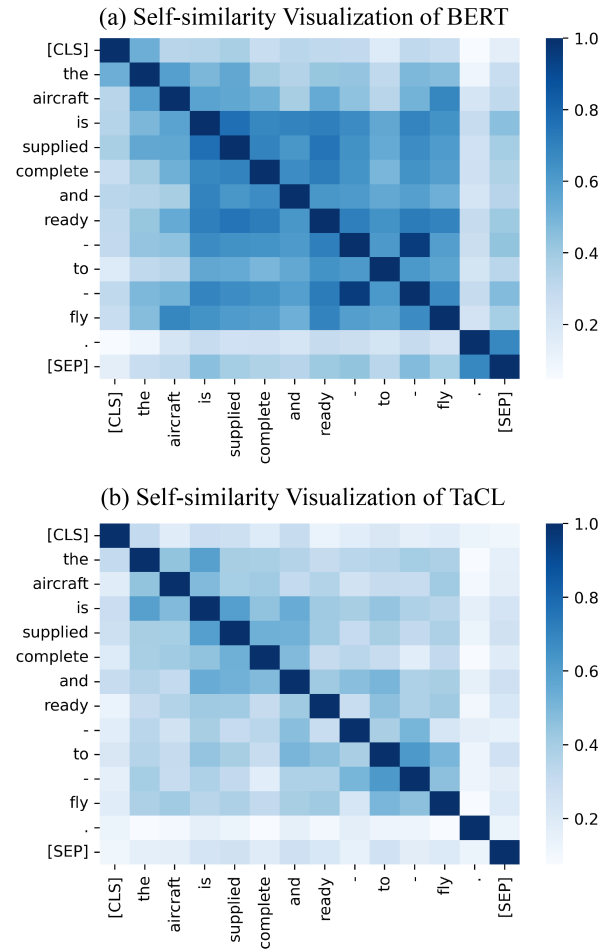 (a) Self-similarity Visualization of BERT
[CLS]
the
aircraft
is
supplied
complete
and
ready
-
to
-
fly
.
[SEP]
[CLS] the aircraft is supplied complete and ready - to - fly . [SEP]
1.0
0.8
0.6
0.4
0.2
(b) Self-similarity Visualization of TaCL
[CLS]
the
aircraft
is
supplied
complete
and
ready
-
to
-
fly
.
[SEP]
[CLS] the aircraft is supplied complete and ready - to - fly . [SEP]
1.0
0.8
0.6
0.4
0.2